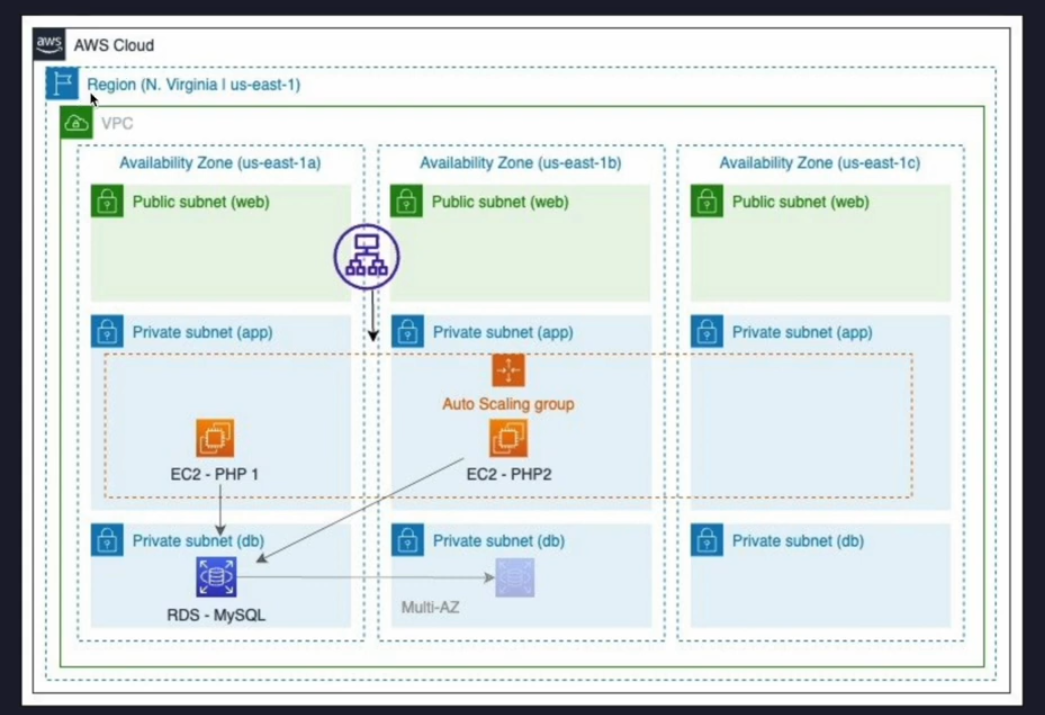 aws
AWS Cloud
Region (N. Virginia | us-east-1)
VPC
Availability Zone (us-east-1a)
Availability Zone (us-east-1b)
Availability Zone (us-east-1c)
Public subnet (web)
Public subnet (web)
Public subnet (web)
Private subnet (app)
Private subnet (app)
Private subnet (app)
Auto Scaling group
EC2 - PHP 1
EC2 - PHP2
Private subnet (db)
Private subnet (db)
Private subnet (db)
RDS - MySQL
Multi-AZ